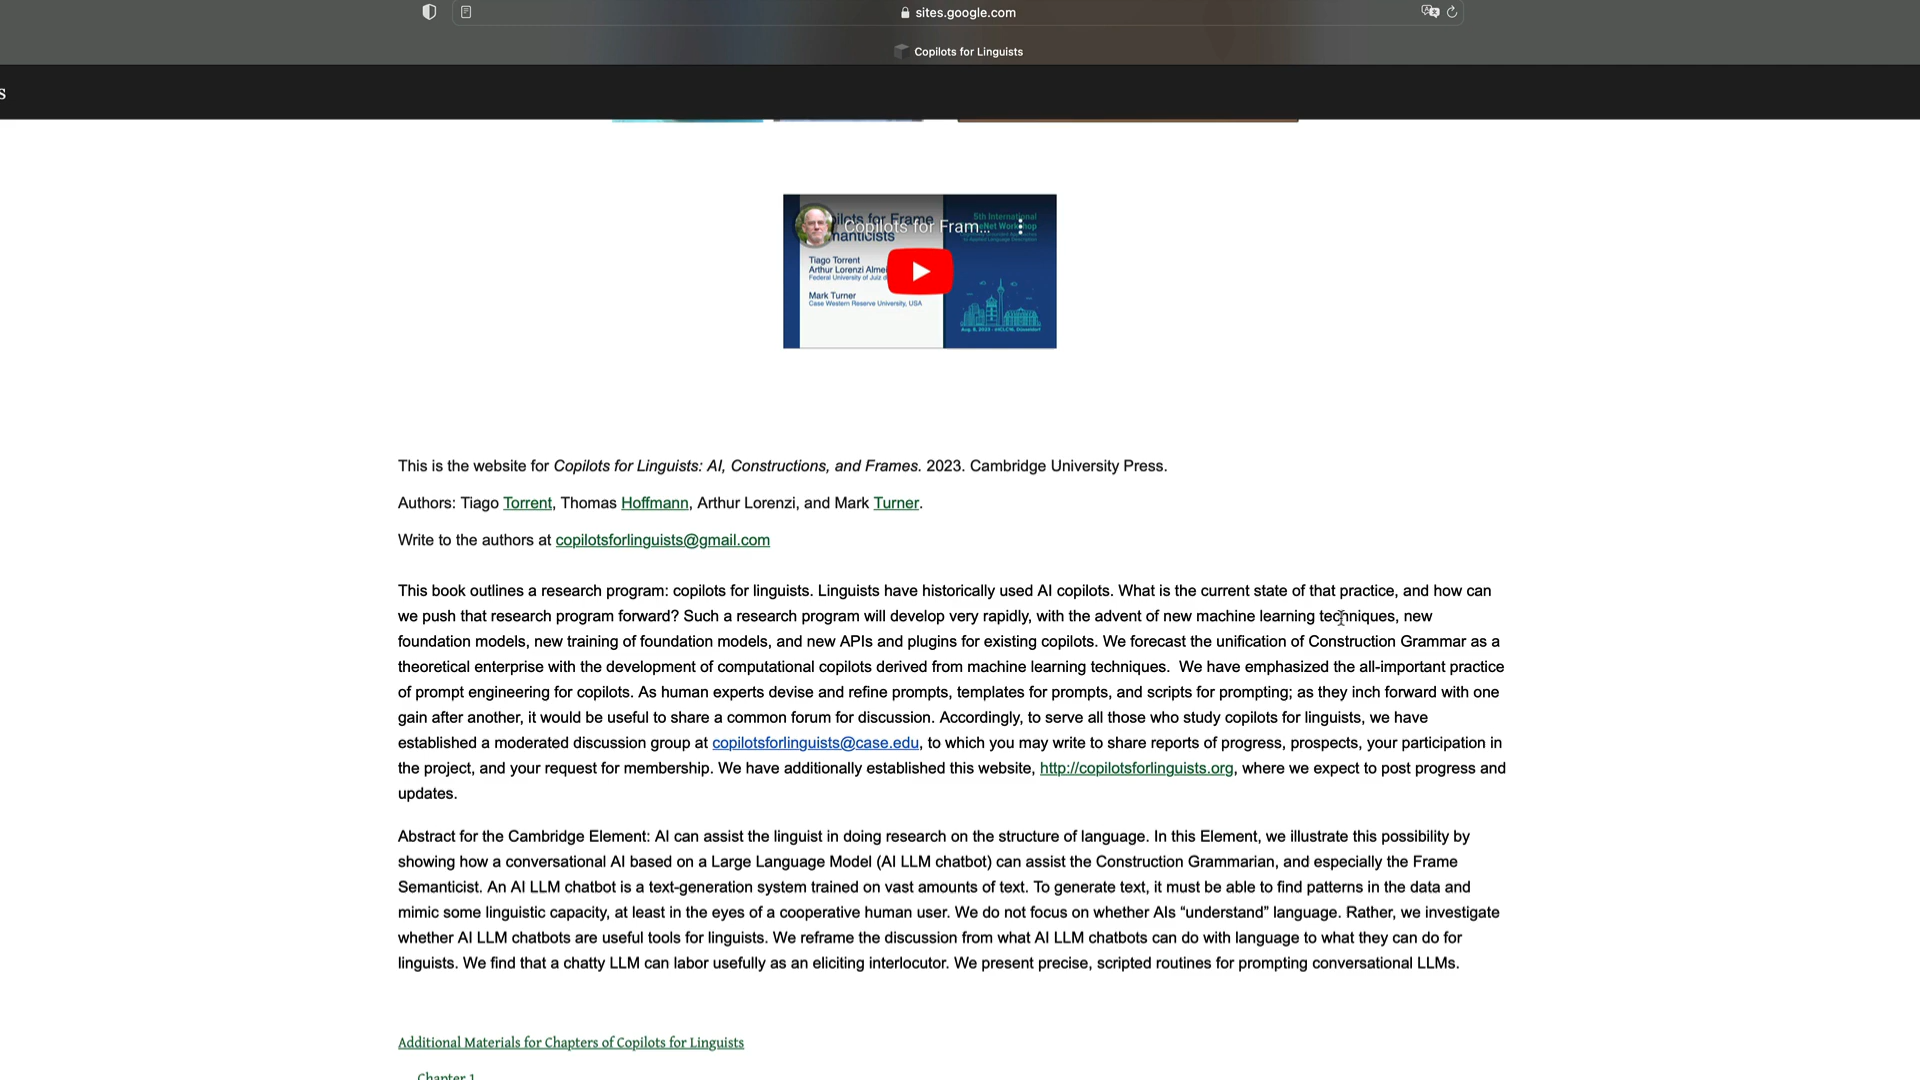 sites.google.com
Copilots for Linguists
s
Copilots for Fram...
Tiago Torrent
Mark Turner
Case Western Reserve University, USA
5th International
This is the website for Copilots for Linguists: AI, Constructions, and Frames. 2023. Cambridge University Press.
Authors: Tiago Torrent, Thomas Hoffmann, Arthur Lorenzi, and Mark Turner.
Write to the authors at copilotsforlinguists@gmail.com
This book outlines a research program: copilots for linguists. Linguists have historically used AI copilots. What is the current state of that practice, and how can
we push that research program forward? Such a research program will develop very rapidly, with the advent of new machine learning techniques, new
foundation models, new training of foundation models, and new APIs and plugins for existing copilots. We forecast the unification of Construction Grammar as a
theoretical enterprise with the development of computational copilots derived from machine learning techniques.  We have emphasized the all-important practice
of prompt engineering for copilots. As human experts devise and refine prompts, templates for prompts, and scripts for prompting; as they inch forward with one
gain after another, it would be useful to share a common forum for discussion. Accordingly, to serve all those who study copilots for linguists, we have
established a moderated discussion group at copilotsforlinguists@case.edu, to which you may write to share reports of progress, prospects, your participation in
the project, and your request for membership. We have additionally established this website, http://copilotsforlinguists.org, where we expect to post progress and
updates.
Abstract for the Cambridge Element: AI can assist the linguist in doing research on the structure of language. In this Element, we illustrate this possibility by
showing how a conversational AI based on a Large Language Model (AI LLM chatbot) can assist the Construction Grammarian, and especially the Frame
Semanticist. An AI LLM chatbot is a text-generation system trained on vast amounts of text. To generate text, it must be able to find patterns in the data and
mimic some linguistic capacity, at least in the eyes of a cooperative human user. We do not focus on whether AIs “understand” language. Rather, we investigate
whether AI LLM chatbots are useful tools for linguists. We reframe the discussion from what AI LLM chatbots can do with language to what they can do for
linguists. We find that a chatty LLM can labor usefully as an eliciting interlocutor. We present precise, scripted routines for prompting conversational LLMs.
Additional Materials for Chapters of Copilots for Linguists
Chapter 1